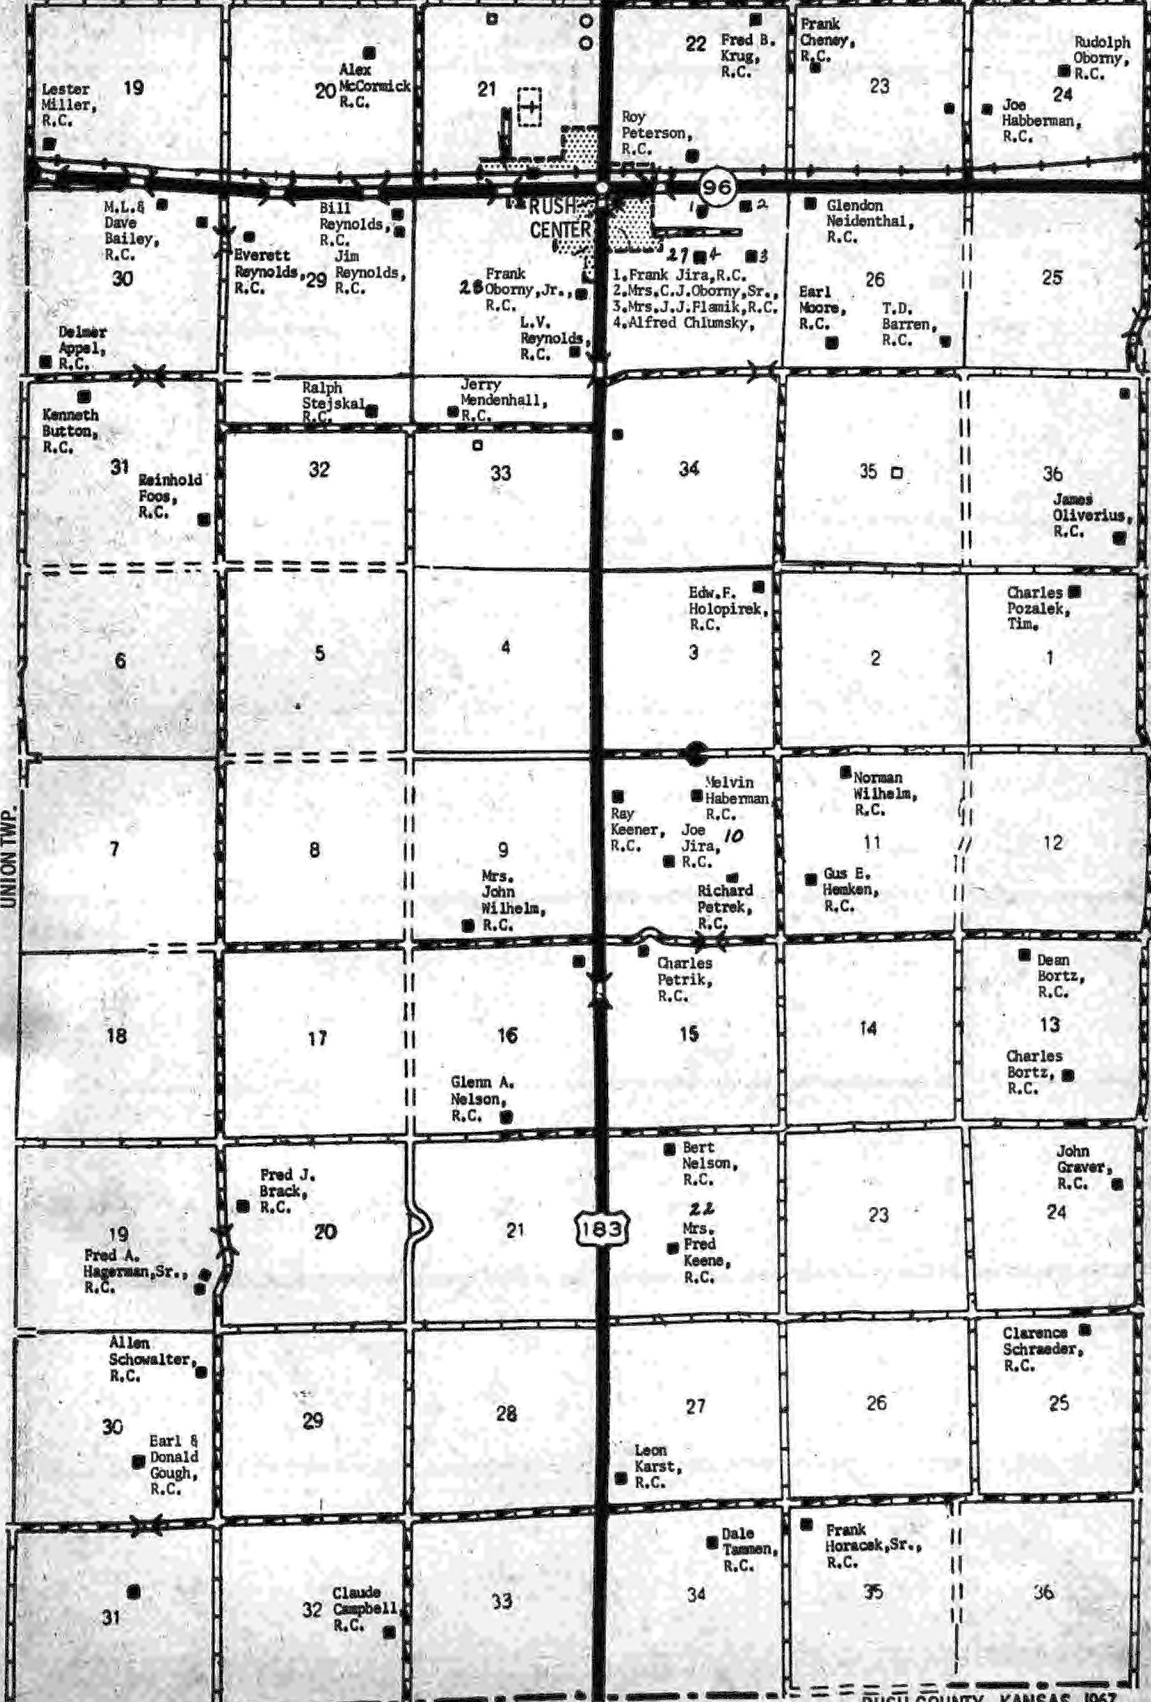 19
Lester
Miller,
R.C.
20
Alex
McCormick
R.C.
21
22
Fred B.
Krug,
R.C.
Roy
Peterson,
R.C.
Frank
Cheney,
R.C.
23
Rudolph
Oborny,
R.C.
24
Joe
Habberman,
R.C.
96
M.L.&
Dave
Bailey,
R.C.
30
Delmer
Appel,
R.C.
Everett
Reynolds,
R.C.
29
Bill
Reynolds,
R.C.
Jim
Reynolds,
R.C.
RUSH
CENTER
28
Frank
Oborny,Jr.,
R.C.
L.V.
Reynolds,
R.C.
1
2
27
4
3
1.Frank Jira,R.C.
2.Mrs.C.J.Oborny,Sr.,
3.Mrs.J.J.Flamik,R.C.
4.Alfred Chlumsky,
Glendon
Neidenthal,
R.C.
26
Earl
Moore,
R.C.
T.D.
Barren,
R.C.
25
Kenneth
Button,
R.C.
31
Reinhold
Foos,
R.C.
Ralph
Stejskal
R.C.
32
Jerry
Mendenhall,
R.C.
33
34
35
36
James
Oliverius,
R.C.
6
5
4
Edw.F.
Holopirek,
R.C.
3
2
Charles
Pozalek,
Tim.
1
UNION TWP.
7
8
9
Mrs.
John
Wilhelm,
R.C.
Ray
Keener,
R.C.
Melvin
Haberman
R.C.
Joe
Jira,
R.C.
10
Richard
Petrek,
R.C.
Norman
Wilhelm,
R.C.
11
Gus E.
Hemken,
R.C.
12
18
17
16
Glenn A.
Nelson,
R.C.
Charles
Petrik,
R.C.
15
14
Dean
Bortz,
R.C.
13
Charles
Bortz,
R.C.
19
Fred A.
Hagerman,Sr.,
R.C.
Fred J.
Brack,
R.C.
20
21
183
Bert
Nelson,
R.C.
22
Mrs.
Fred
Keene,
R.C.
23
John
Graver,
R.C.
24
Allen
Schowalter,
R.C.
30
Earl &
Donald
Gough,
R.C.
29
28
27
Leon
Karst,
R.C.
26
Clarence
Schraeder,
R.C.
25
31
32
Claude
Campbell
R.C.
33
Dale
Tammen,
R.C.
34
Frank
Horacek,Sr.,
R.C.
35
36
RUSH COUNTY, KANSAS 1967